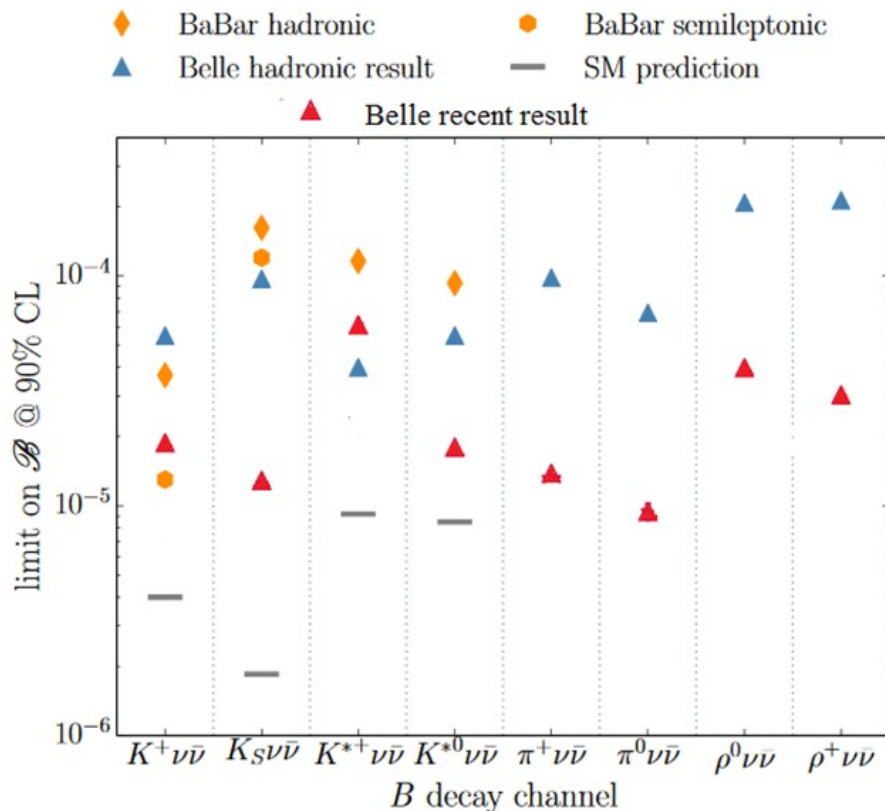 BaBar hadronic BaBar semileptonic
Belle hadronic result SM prediction
Belle recent result
limit on ℬ @ 90% CL
10⁻⁴
10⁻⁵
10⁻⁶
K⁺νν̄ K_Sνν̄ K*⁺νν̄ K*⁰νν̄ π⁺νν̄ π⁰νν̄ ρ⁰νν̄ ρ⁺νν̄
B decay channel